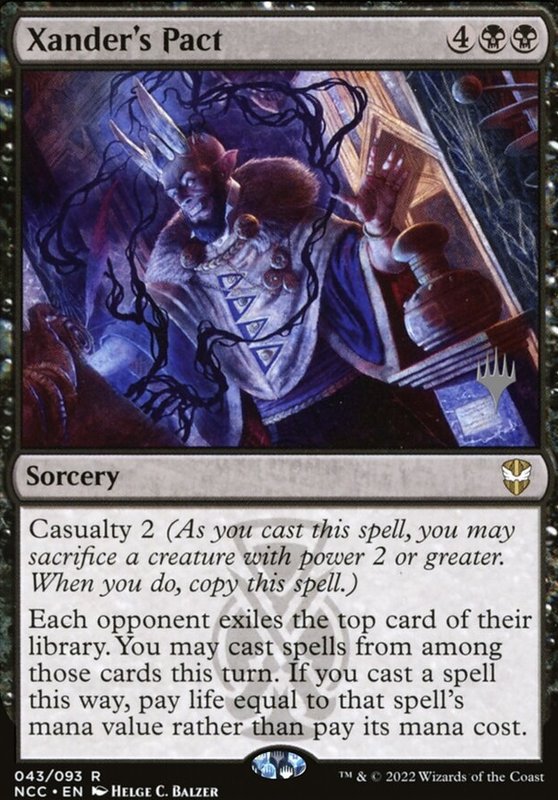 Xander's Pact 4
Sorcery
Casualty 2 (As you cast this spell, you may
sacrifice a creature with power 2 or greater.
When you do, copy this spell.)
Each opponent exiles the top card of their
library. You may cast spells from among
those cards this turn. If you cast a spell
this way, pay life equal to that spell's
mana value rather than pay its mana cost.
043/093 R
NCC • EN HELGE C. BALZER
™ & © 2022 Wizards of the Coast